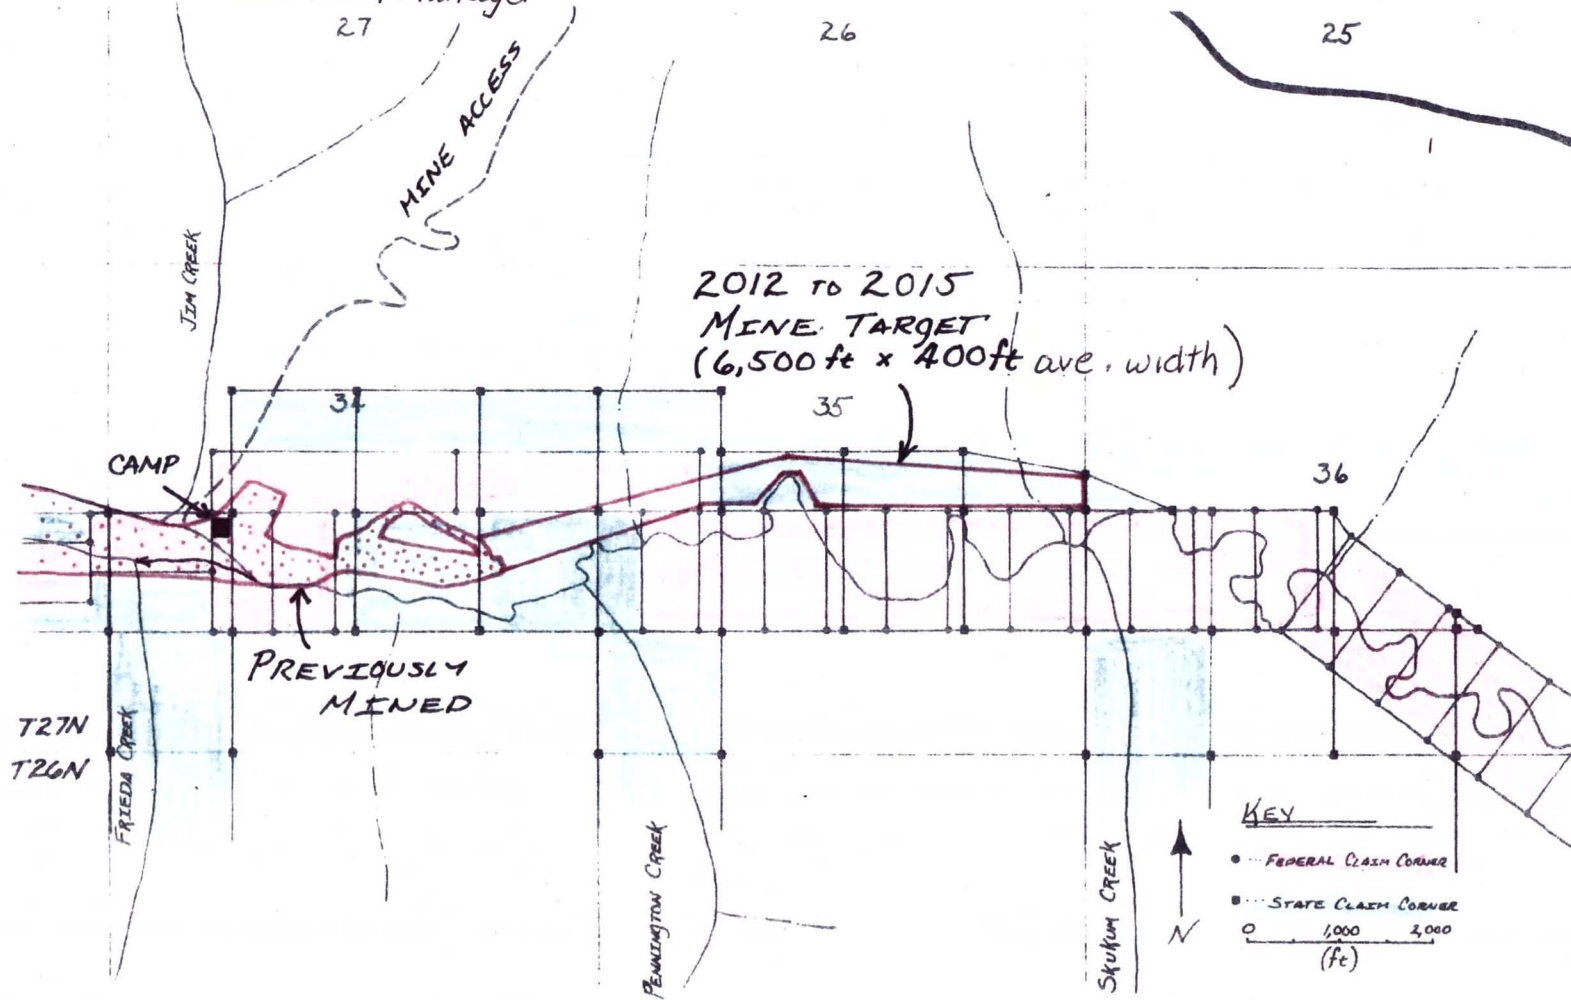 27
26
25
MINE ACCESS
JIM CREEK
2012 TO 2015
MINE TARGET
(6,500 ft x 400ft ave. width)
34
35
36
CAMP
PREVIOUSLY
MINED
T27N
T26N
FRIEDA CREEK
PENNINGTON CREEK
SKUKUM CREEK
N
KEY
FEDERAL CLAIM CORNER
STATE CLAIM CORNER
0 1,000 2,000
(ft)